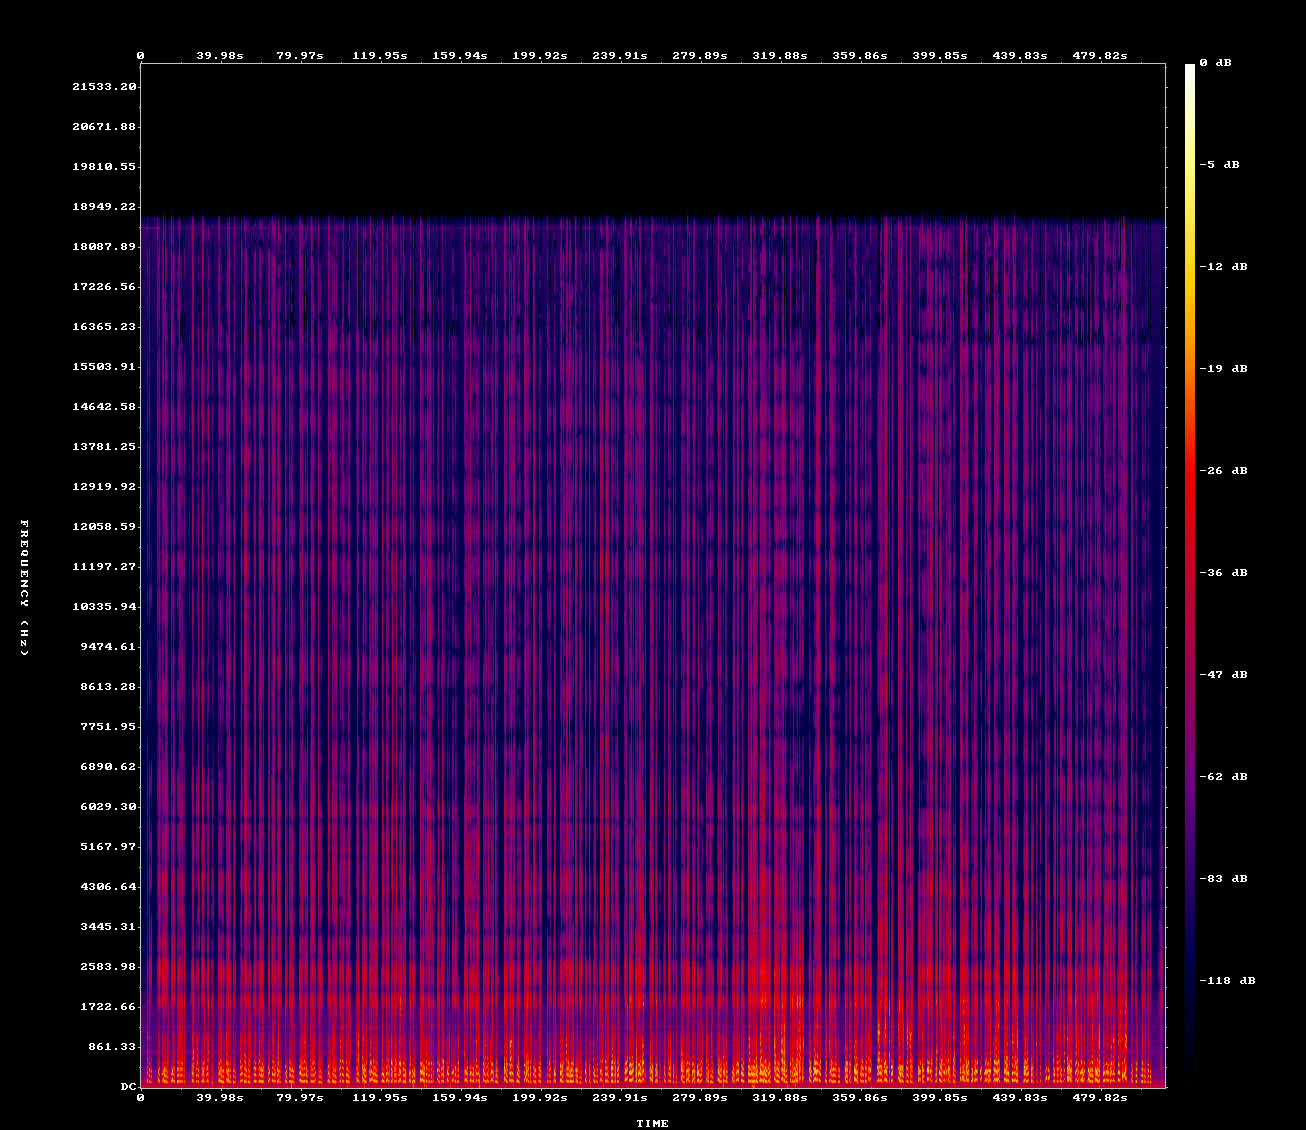 0 39.98s 79.97s 119.95s 159.94s 199.92s 239.91s 279.89s 319.88s 359.86s 399.85s 439.83s 479.82s
0 dB
21533.20
20671.88
19810.55
-5 dB
18949.22
18087.89
-12 dB
17226.56
16365.23
15503.91
-19 dB
14642.58
13781.25
-26 dB
12919.92
12058.59
11197.27
-36 dB
10335.94
FREQUENCY (Hz)
9474.61
-47 dB
8613.28
7751.95
6890.62
-62 dB
6029.30
5167.97
-83 dB
4306.64
3445.31
2583.98
-118 dB
1722.66
861.33
DC
0 39.98s 79.97s 119.95s 159.94s 199.92s 239.91s 279.89s 319.88s 359.86s 399.85s 439.83s 479.82s
TIME